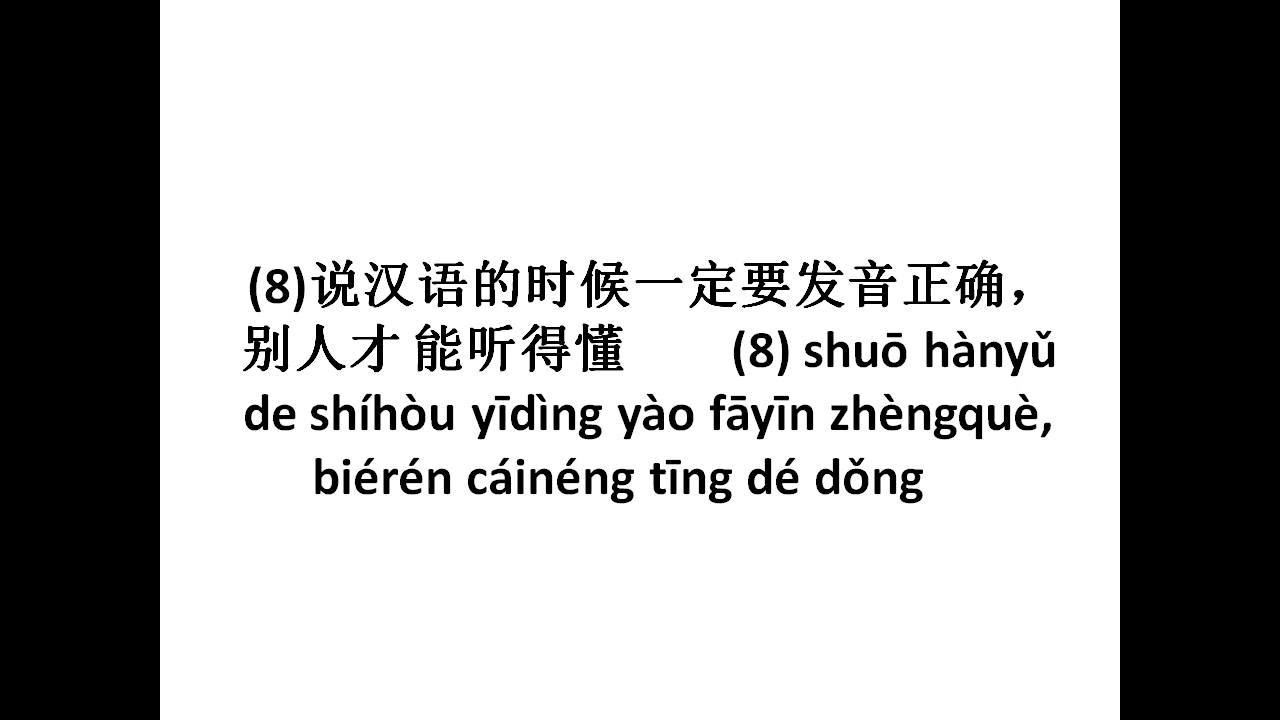 (8)说汉语的时候一定要发音正确，
别人才 能听得懂 (8) shuō hànyǔ
de shíhòu yīdìng yào fāyīn zhèngquè,
biérén cáinéng tīng dé dǒng